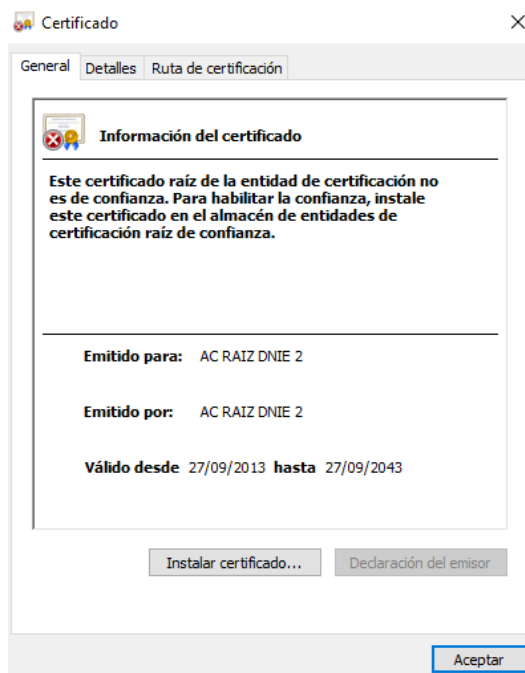 Certificado
General Detalles Ruta de certificación
Información del certificado
Este certificado raíz de la entidad de certificación no
es de confianza. Para habilitar la confianza, instale
este certificado en el almacén de entidades de
certificación raíz de confianza.
Emitido para: AC RAIZ DNIE 2
Emitido por: AC RAIZ DNIE 2
Válido desde 27/09/2013 hasta 27/09/2043
Instalar certificado... Declaración del emisor
Aceptar